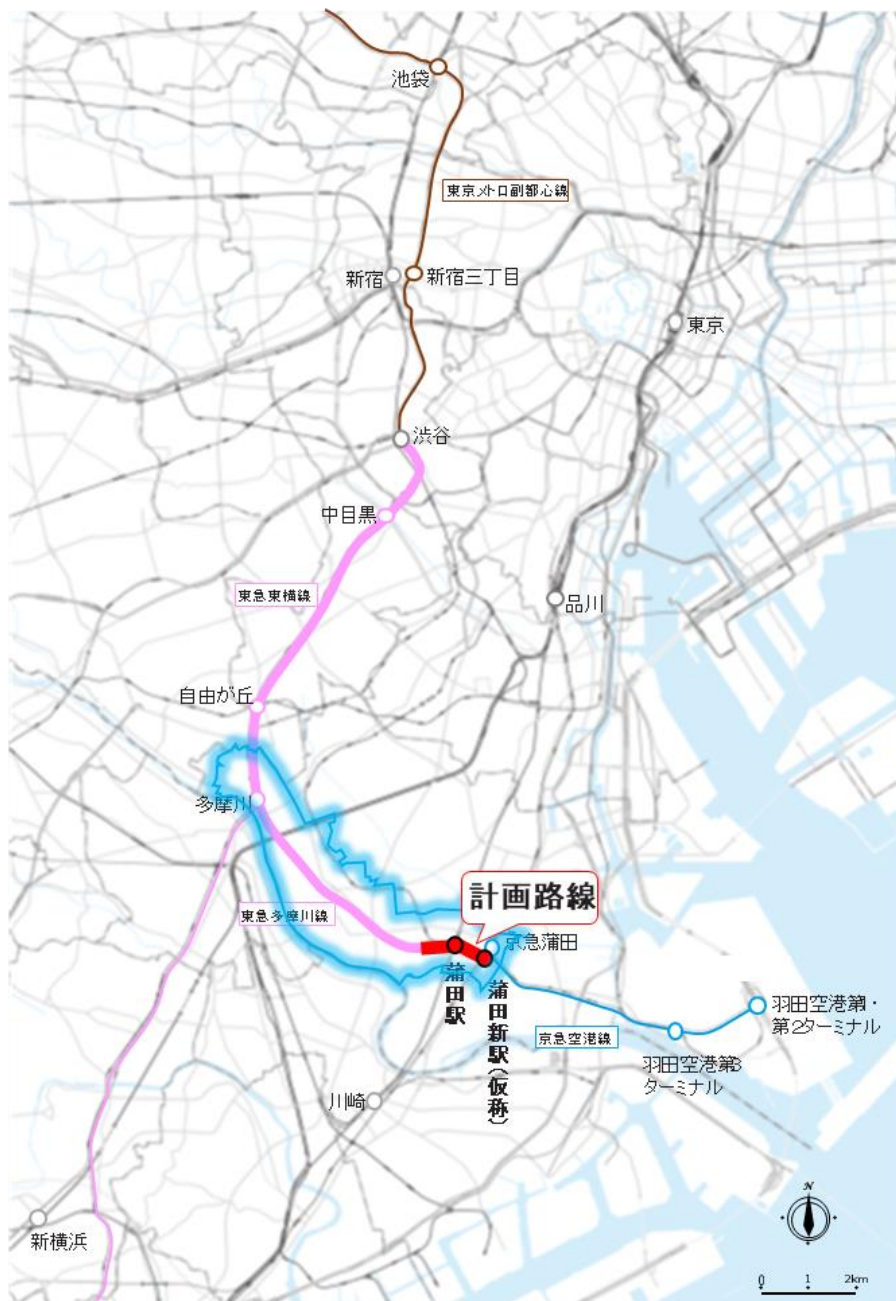 池袋
東京メトロ副都心線
新宿
新宿三丁目
東京
渋谷
中目黒
東急東横線
品川
自由が丘
多摩川
計画路線
東急多摩川線
京急蒲田
蒲田駅
蒲田新駅(仮称)
羽田空港第1・
第2ターミナル
京急空港線
羽田空港第3
ターミナル
川崎
新横浜
N
0 1 2km